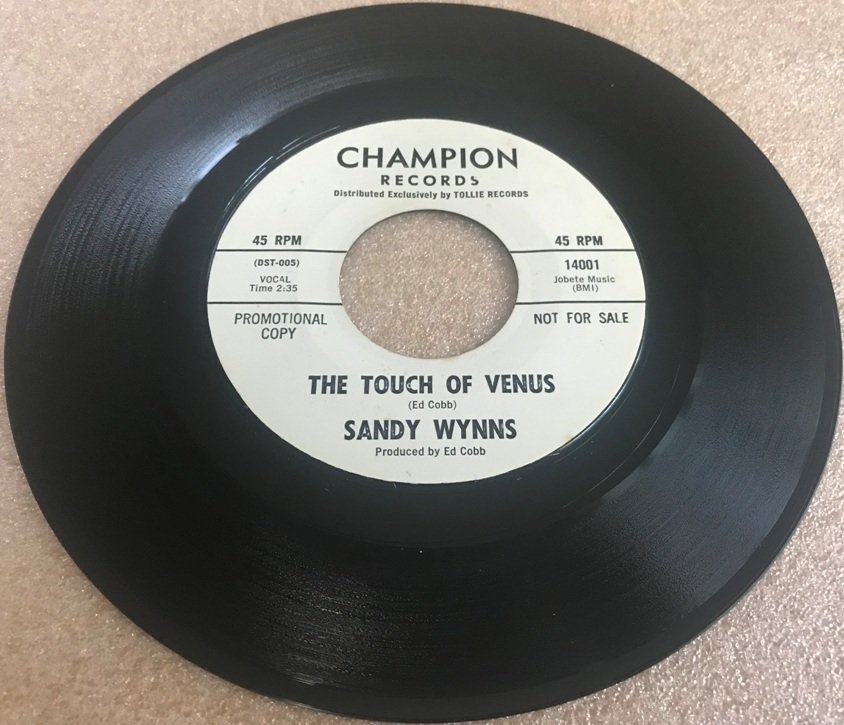 CHAMPION
RECORDS
Distributed Exclusively by TOLLIE RECORDS
45 RPM
45 RPM
(DST-005)
14001
VOCAL
Time 2:35
Jobete Music
(BMI)
PROMOTIONAL
COPY
NOT FOR SALE
THE TOUCH OF VENUS
(Ed Cobb)
SANDY WYNNS
Produced by Ed Cobb